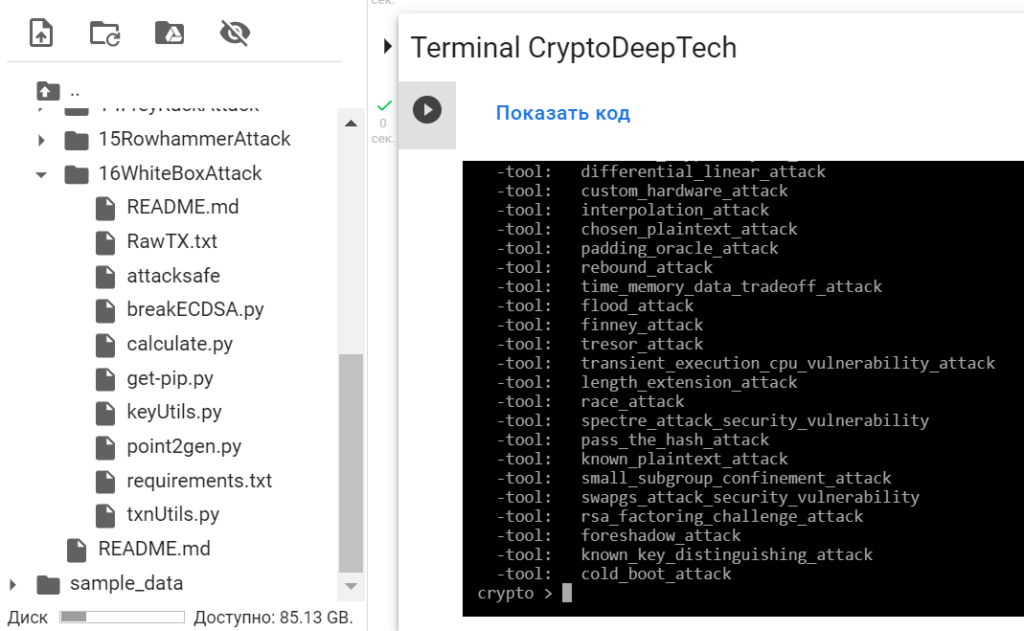 ..
15RowhammerAttack
16WhiteBoxAttack
README.md
RawTX.txt
attacksafe
breakECDSA.py
calculate.py
get-pip.py
keyUtils.py
point2gen.py
requirements.txt
txnUtils.py
README.md
sample_data
Диск
Доступно: 85.13 GB.
сек.
0
сек.
Terminal CryptoDeepTech
Показать код
-tool: differential_linear_attack
-tool: custom_hardware_attack
-tool: interpolation_attack
-tool: chosen_plaintext_attack
-tool: padding_oracle_attack
-tool: rebound_attack
-tool: time_memory_data_tradeoff_attack
-tool: flood_attack
-tool: finney_attack
-tool: tresor_attack
-tool: transient_execution_cpu_vulnerability_attack
-tool: length_extension_attack
-tool: race_attack
-tool: spectre_attack_security_vulnerability
-tool: pass_the_hash_attack
-tool: known_plaintext_attack
-tool: small_subgroup_confinement_attack
-tool: swapgs_attack_security_vulnerability
-tool: rsa_factoring_challenge_attack
-tool: foreshadow_attack
-tool: known_key_distinguishing_attack
-tool: cold_boot_attack
crypto >